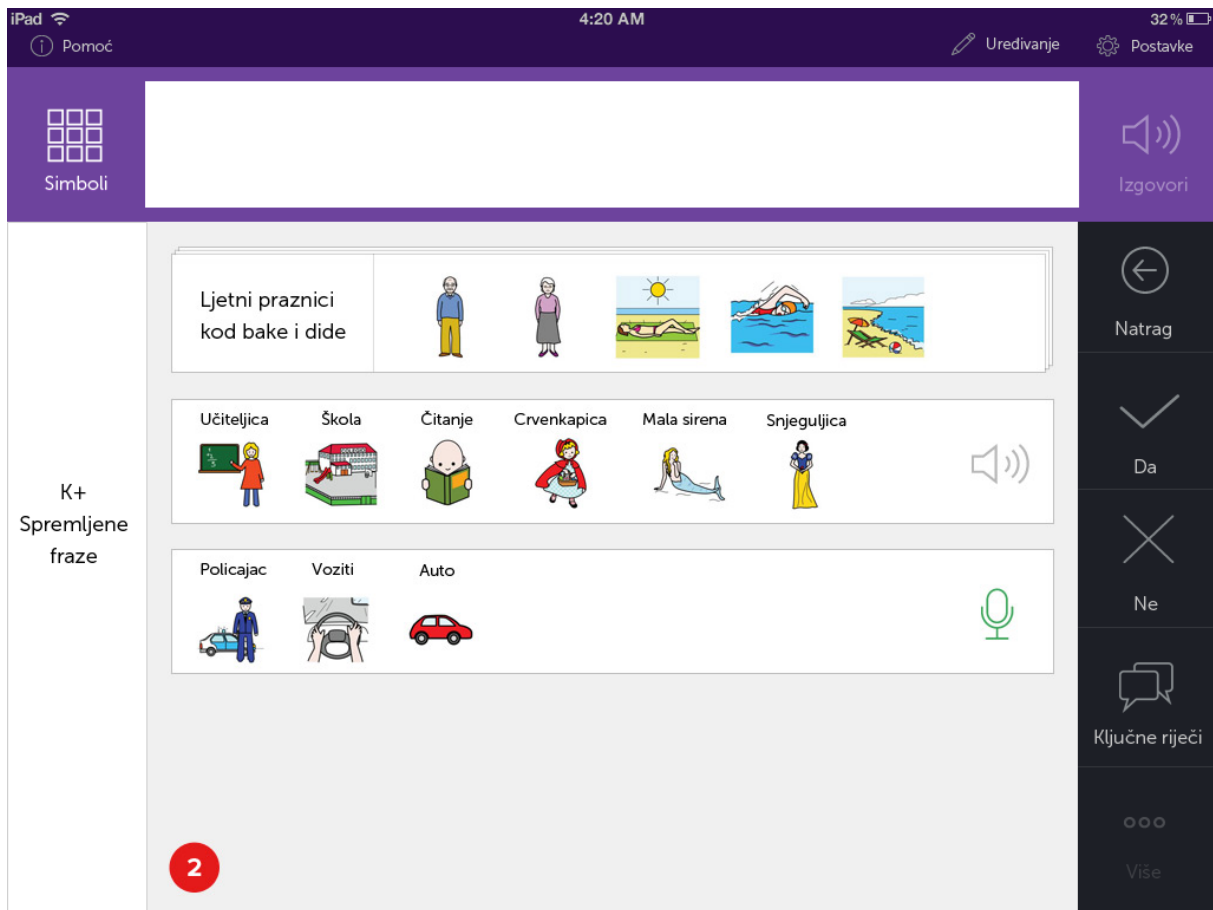 iPad 4:20 AM 32 %
Pomoć Uredivanje Postavke
Simboli
Izgovori
Ljetni praznici
kod bake i dide
Natrag
Učiteljica Škola Čitanje Crvenkapica Mala sirena Snjeguljica
Da
K+
Spremljene
fraze
Policajac Voziti Auto
Ne
Ključne riječi
2
Više